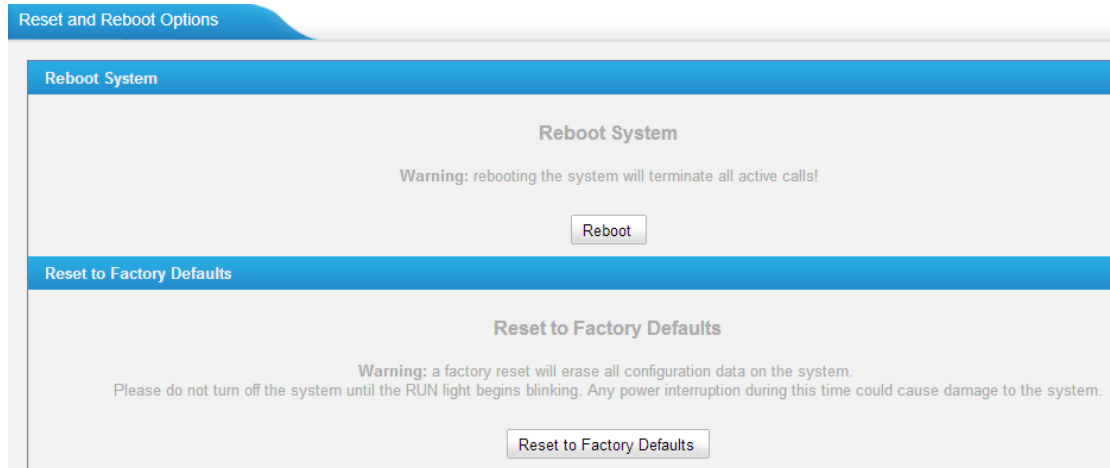 Reset and Reboot Options
Reboot System
Reboot System
Warning: rebooting the system will terminate all active calls!
Reboot
Reset to Factory Defaults
Reset to Factory Defaults
Warning: a factory reset will erase all configuration data on the system.
Please do not turn off the system until the RUN light begins blinking. Any power interruption during this time could cause damage to the system.
Reset to Factory Defaults